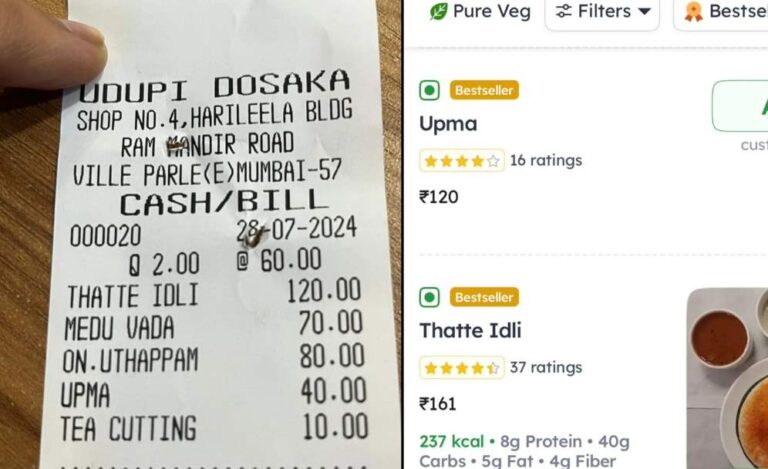 UDUPI DOSAKA
SHOP NO.4,HARILEELA BLDG
RAM MANDIR ROAD
VILLE PARLE(E)MUMBAI-57
CASH/BILL
000020 28-07-2024
Q 2.00 @ 60.00
THATTE IDLI 120.00
MEDU VADA 70.00
ON.UTHAPPAM 80.00
UPMA 40.00
TEA CUTTING 10.00
Pure Veg
Filters
Bestsel
Bestseller
Upma
16 ratings
cust
₹120
Bestseller
Thatte Idli
37 ratings
₹161
237 kcal • 8g Protein • 40g
Carbs • 5g Fat • 4g Fiber